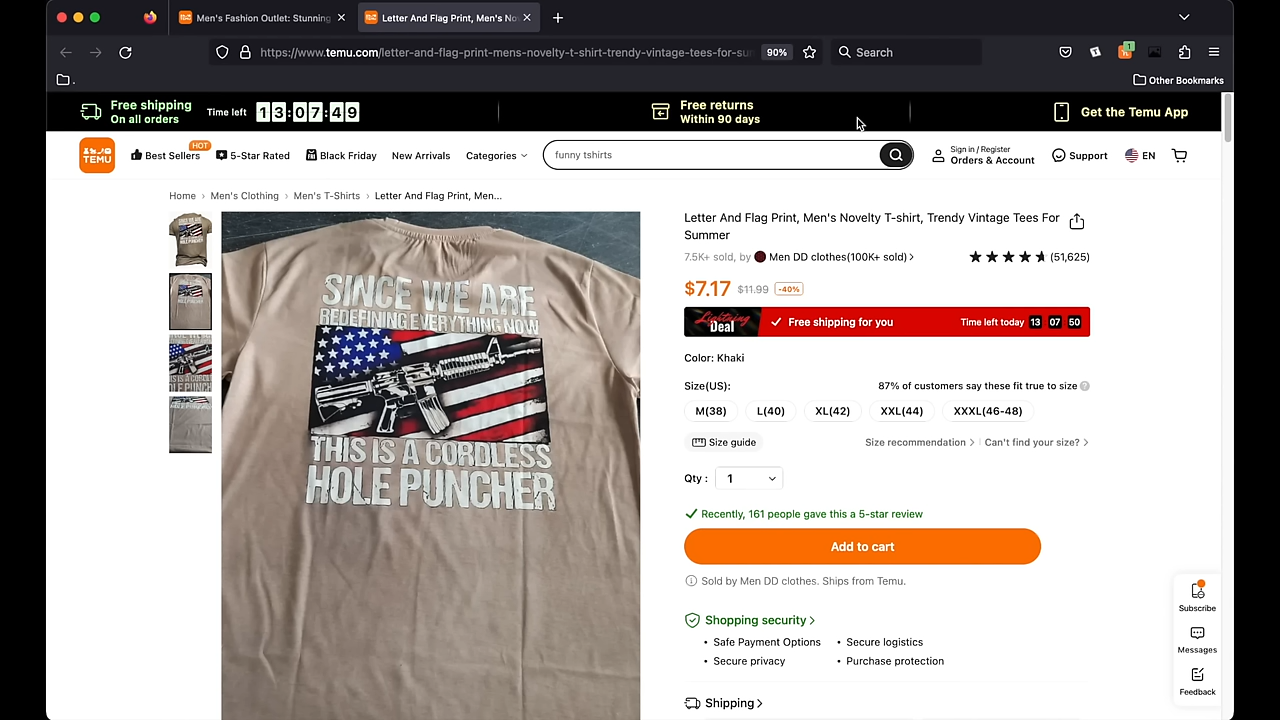 Men's Fashion Outlet: Stunning
Letter And Flag Print, Men's No
https://www.temu.com/letter-and-flag-print-mens-novelty-t-shirt-trendy-vintage-tees-for-sum
90%
Search
1
.
Other Bookmarks
Free shipping
On all orders
Time left
13:07:49
Free returns
Within 90 days
Get the Temu App
TEMU
Best Sellers
HOT
5-Star Rated
Black Friday
New Arrivals
Categories
funny tshirts
Sign in / Register
Orders & Account
Support
EN
Home › Men's Clothing › Men's T-Shirts › Letter And Flag Print, Men...
SINCE WE ARE
REDEFINING EVERYTHING NOW
THIS IS A CORDLESS
HOLE PUNCHER
Letter And Flag Print, Men's Novelty T-shirt, Trendy Vintage Tees For
Summer
7.5K+ sold, by Men DD clothes(100K+ sold) ›
(51,625)
$7.17 $11.99 -40%
Lightning
Deal
Free shipping for you
Time left today 13 07 50
Color: Khaki
Size(US):
87% of customers say these fit true to size ?
M(38) L(40) XL(42) XXL(44) XXXL(46-48)
Size guide
Size recommendation › Can't find your size? ›
Qty : 1
Recently, 161 people gave this a 5-star review
Add to cart
Sold by Men DD clothes. Ships from Temu.
Shopping security ›
• Safe Payment Options • Secure logistics
• Secure privacy • Purchase protection
Shipping ›
Subscribe
Messages
Feedback